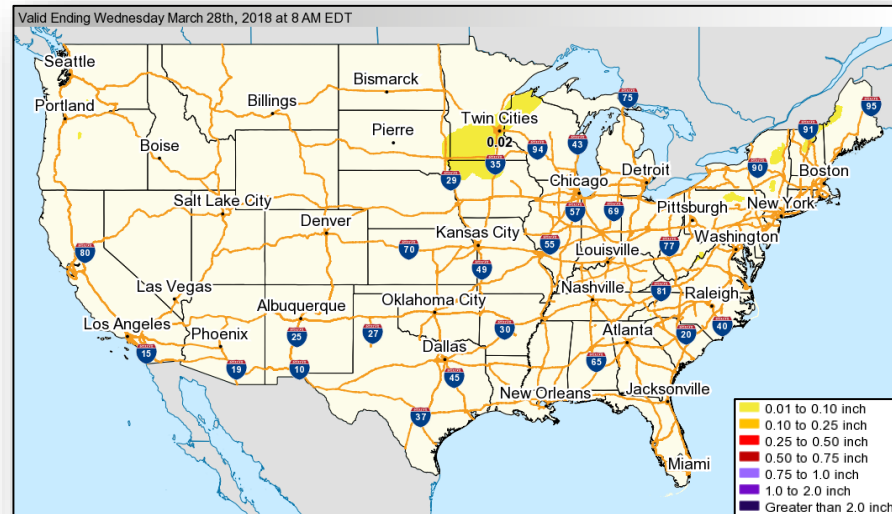 Valid Ending Wednesday March 28th, 2018 at 8 AM EDT
Seattle
Portland
Billings
Bismarck
Twin Cities
0.02
75
95
Pierre
Boise
94
43
91
35
29
90
Boston
Detroit
Chicago
Salt Lake City
57
69
Pittsburgh
New York
Denver
Kansas City
80
70
55
Louisville
77
Washington
49
Las Vegas
81
Nashville
Raleigh
Albuquerque
Oklahoma City
Los Angeles
Phoenix
25
27
30
Atlanta
20
40
15
Dallas
65
19
10
45
New Orleans
Jacksonville
37
Miami
0.01 to 0.10 inch
0.10 to 0.25 inch
0.25 to 0.50 inch
0.50 to 0.75 inch
0.75 to 1.0 inch
1.0 to 2.0 inch
Greater than 2.0 inch